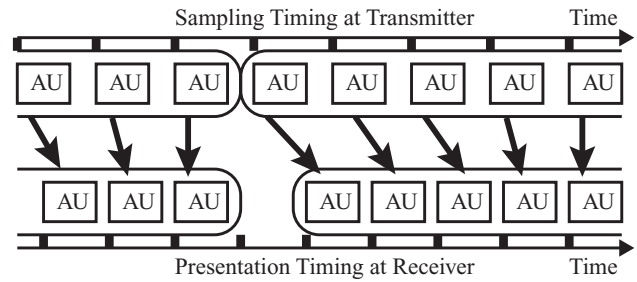 Sampling Timing at Transmitter Time
AU AU AU AU AU AU AU AU
AU AU AU AU AU AU AU AU
Presentation Timing at Receiver Time